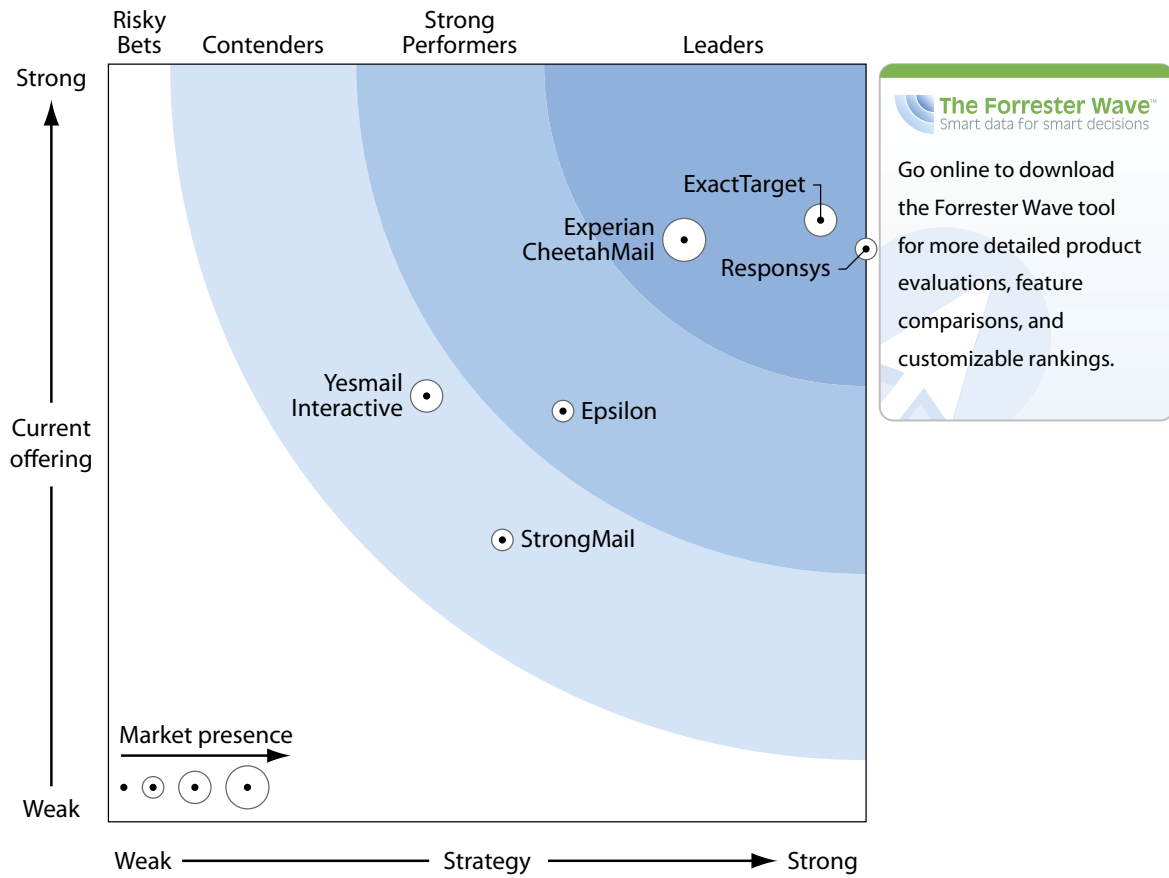 Risky
Bets
Contenders
Strong
Performers
Leaders
Strong
The Forrester Wave™
Smart data for smart decisions
Go online to download
the Forrester Wave tool
for more detailed product
evaluations, feature
comparisons, and
customizable rankings.
ExactTarget
Experian
CheetahMail
Responsys
Yesmail
Interactive
Epsilon
Current
offering
StrongMail
Market presence
Weak
Weak
Strategy
Strong